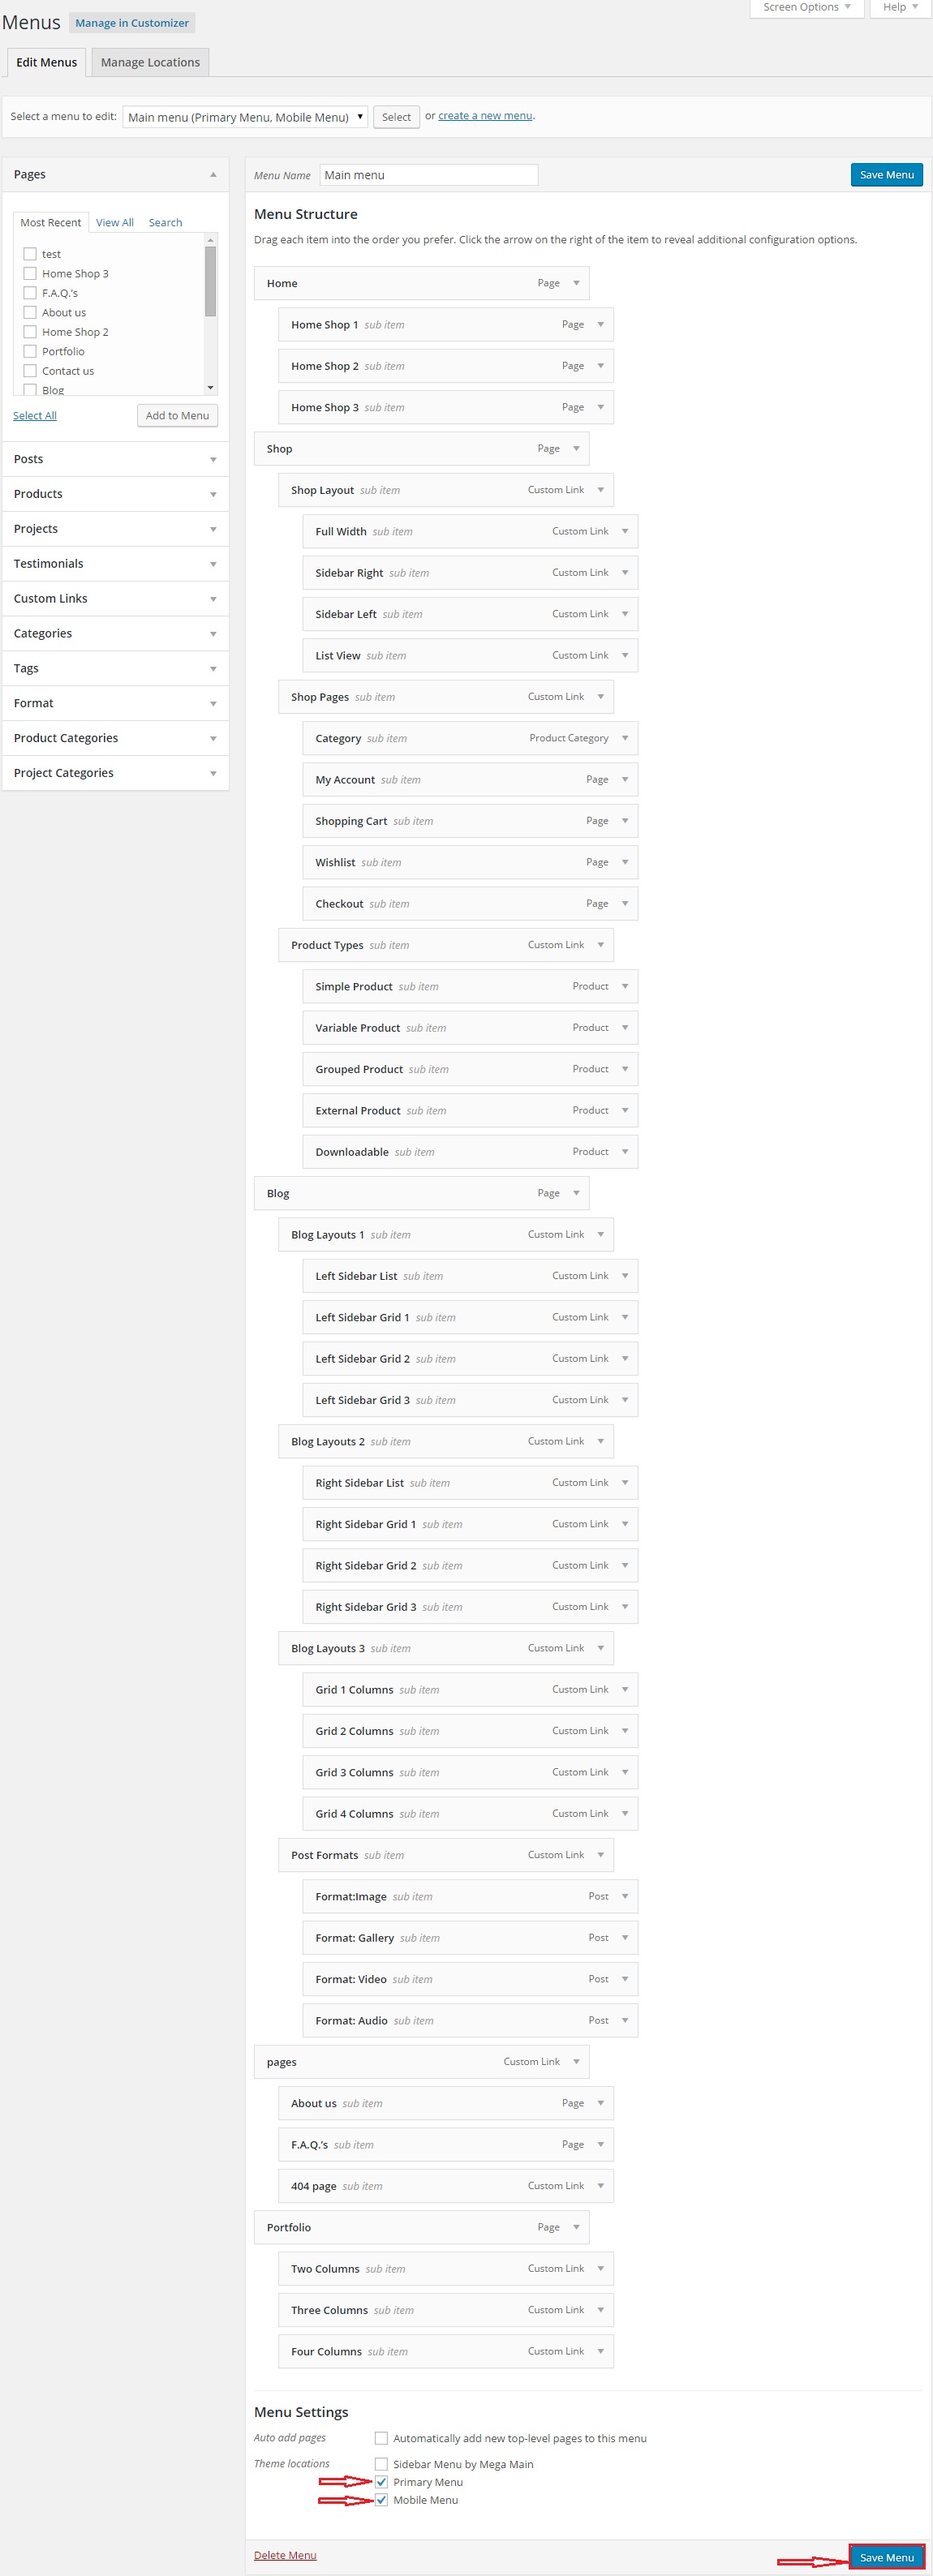 Menus Manage in Customizer Screen Options Help
Edit Menus Manage Locations
Select a menu to edit: Main menu (Primary Menu, Mobile Menu) Select or create a new menu.
Pages
Most Recent View All Search
test
Home Shop 3
F.A.Q.'s
About us
Home Shop 2
Portfolio
Contact us
Blog
Select All Add to Menu
Posts
Products
Projects
Testimonials
Custom Links
Categories
Tags
Format
Product Categories
Project Categories
Menu Name Main menu Save Menu
Menu Structure
Drag each item into the order you prefer. Click the arrow on the right of the item to reveal additional configuration options.
Home Page
Home Shop 1 sub item Page
Home Shop 2 sub item Page
Home Shop 3 sub item Page
Shop Page
Shop Layout sub item Custom Link
Full Width sub item Custom Link
Sidebar Right sub item Custom Link
Sidebar Left sub item Custom Link
List View sub item Custom Link
Shop Pages sub item Custom Link
Category sub item Product Category
My Account sub item Page
Shopping Cart sub item Page
Wishlist sub item Page
Checkout sub item Page
Product Types sub item Custom Link
Simple Product sub item Product
Variable Product sub item Product
Grouped Product sub item Product
External Product sub item Product
Downloadable sub item Product
Blog Page
Blog Layouts 1 sub item Custom Link
Left Sidebar List sub item Custom Link
Left Sidebar Grid 1 sub item Custom Link
Left Sidebar Grid 2 sub item Custom Link
Left Sidebar Grid 3 sub item Custom Link
Blog Layouts 2 sub item Custom Link
Right Sidebar List sub item Custom Link
Right Sidebar Grid 1 sub item Custom Link
Right Sidebar Grid 2 sub item Custom Link
Right Sidebar Grid 3 sub item Custom Link
Blog Layouts 3 sub item Custom Link
Grid 1 Columns sub item Custom Link
Grid 2 Columns sub item Custom Link
Grid 3 Columns sub item Custom Link
Grid 4 Columns sub item Custom Link
Post Formats sub item Custom Link
Format:Image sub item Post
Format: Gallery sub item Post
Format: Video sub item Post
Format: Audio sub item Post
pages Custom Link
About us sub item Page
F.A.Q.'s sub item Page
404 page sub item Custom Link
Portfolio Page
Two Columns sub item Custom Link
Three Columns sub item Custom Link
Four Columns sub item Custom Link
Menu Settings
Auto add pages Automatically add new top-level pages to this menu
Theme locations Sidebar Menu by Mega Main
Primary Menu
Mobile Menu
Delete Menu Save Menu